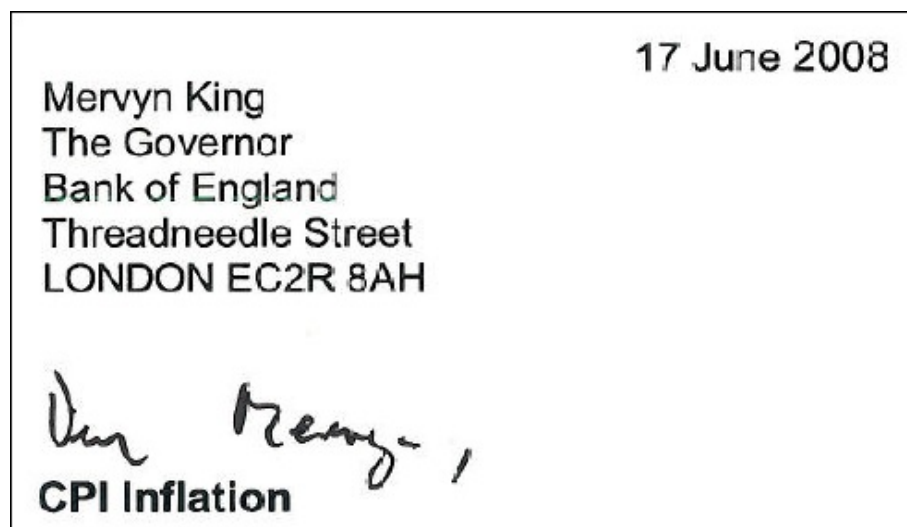 17 June 2008
Mervyn King
The Governor
Bank of England
Threadneedle Street
LONDON EC2R 8AH
Dear Mervyn,
CPI Inflation